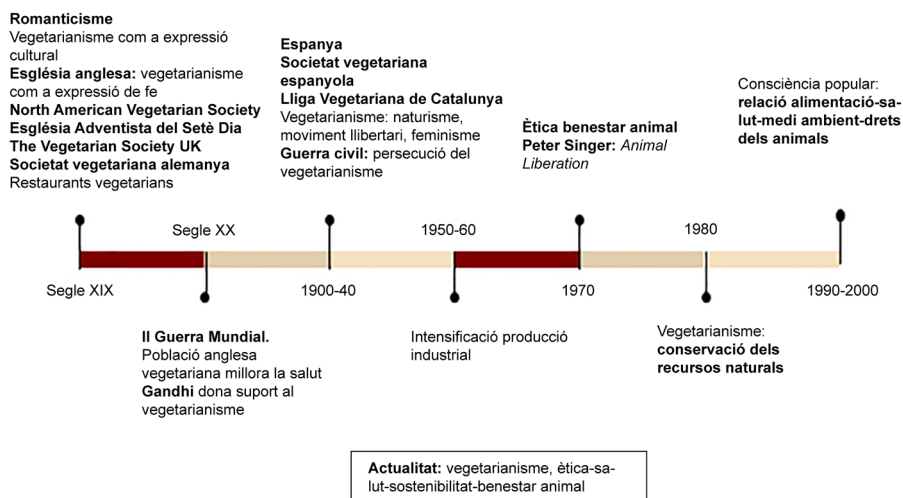 Romanticisme
Vegetarianisme com a expressió
cultural
Església anglesa: vegetarianisme
com a expressió de fe
North American Vegetarian Society
Església Adventista del Setè Dia
The Vegetarian Society UK
Societat vegetariana alemanya
Restaurants vegetarians
Espanya
Societat vegetariana
espanyola
Lliga Vegetariana de Catalunya
Vegetarianisme: naturisme,
moviment llibertari, feminisme
Guerra civil: persecució del
vegetarianisme
Ètica benestar animal
Peter Singer: Animal
Liberation
Consciència popular:
relació alimentació-sa-
lut-medi ambient-drets
dels animals
Segle XX
1950-60
1980
Segle XIX
1900-40
1970
1990-2000
II Guerra Mundial.
Població anglesa
vegetariana millora la salut
Gandhi dona suport al
vegetarianisme
Intensificació producció
industrial
Vegetarianisme:
conservació dels
recursos naturals
Actualitat: vegetarianisme, ètica-sa-
lut-sostenibilitat-benestar animal